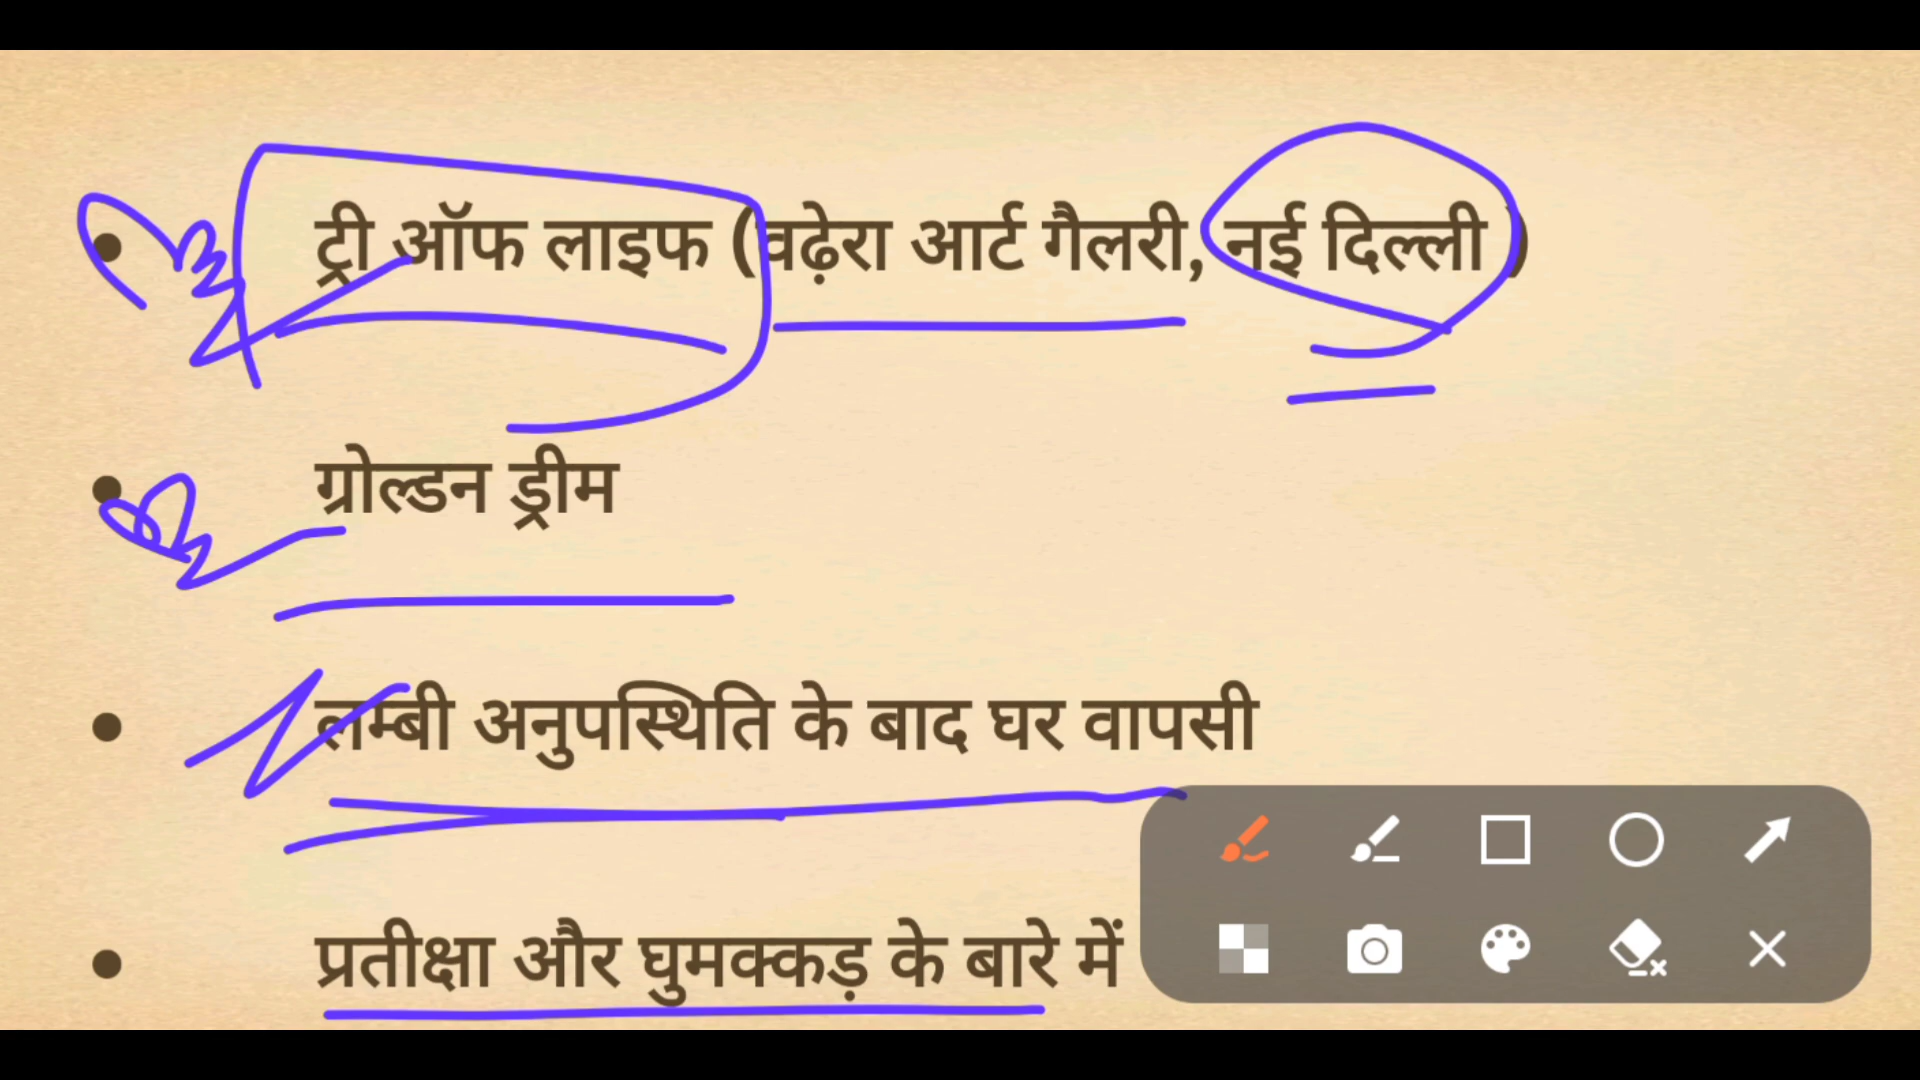 ट्री ऑफ लाइफ (वढ़ेरा आर्ट गैलरी, नई दिल्ली )
ग्रोल्डन ड्रीम
लम्बी अनुपस्थिति के बाद घर वापसी
प्रतीक्षा और घुमक्कड़ के बारे में